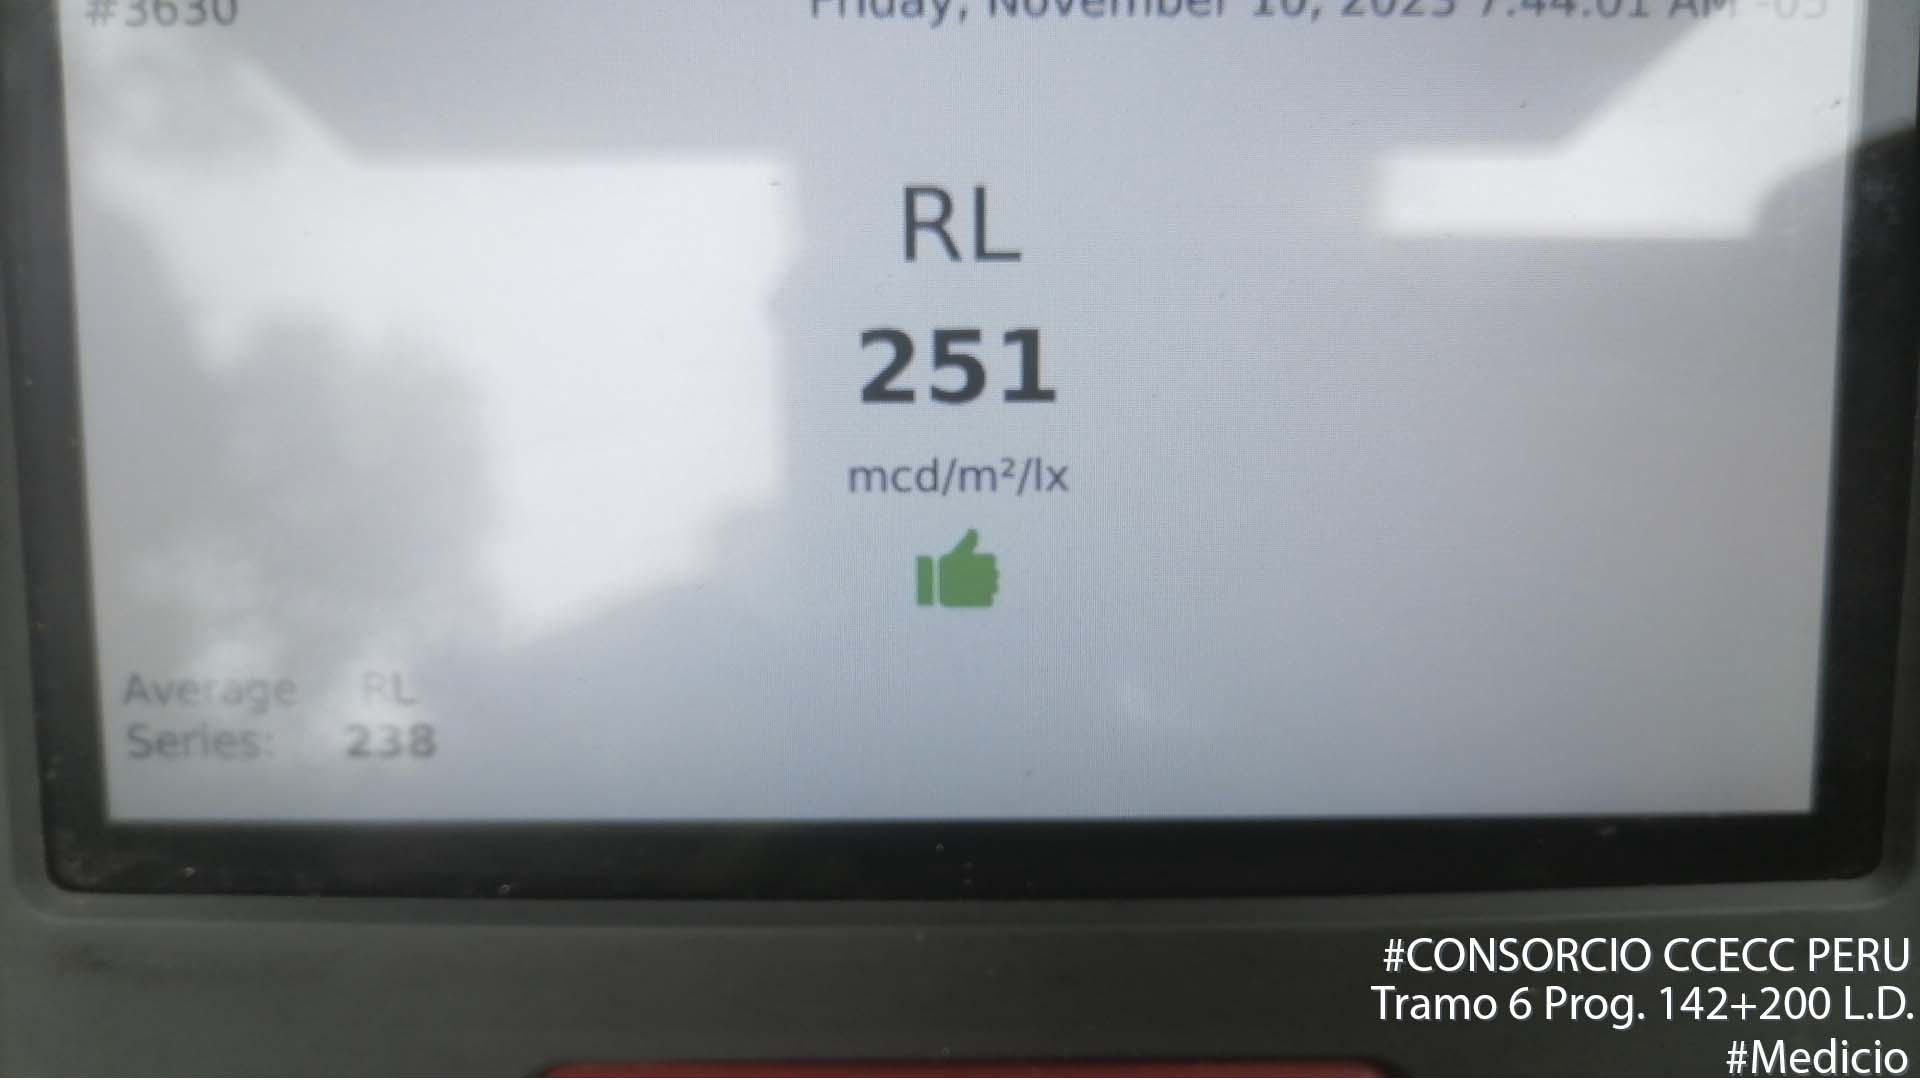 #3630
Friday, November 10, 2023 7:44:01 AM -05
RL
251
mcd/m²/lx
Average RL
Series: 238
#CONSORCIO CCECC PERU
Tramo 6 Prog. 142+200 L.D.
#Medicio